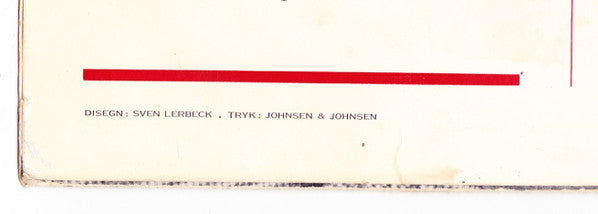 DISEGN: SVEN LERBECK . TRYK: JOHNSEN & JOHNSEN